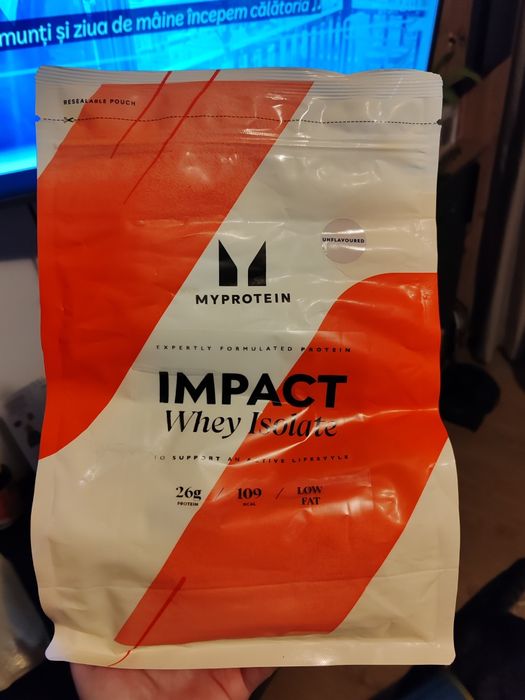 munți și ziua de mâine începem călătoria
RESEALABLE POUCH
UNFLAVOURED
MYPROTEIN
EXPERTLY FORMULATED PROTEIN
IMPACT
Whey Isolate
TO SUPPORT AN ACTIVE LIFESTYLE
26g / 109 / LOW
PROTEIN KCAL FAT